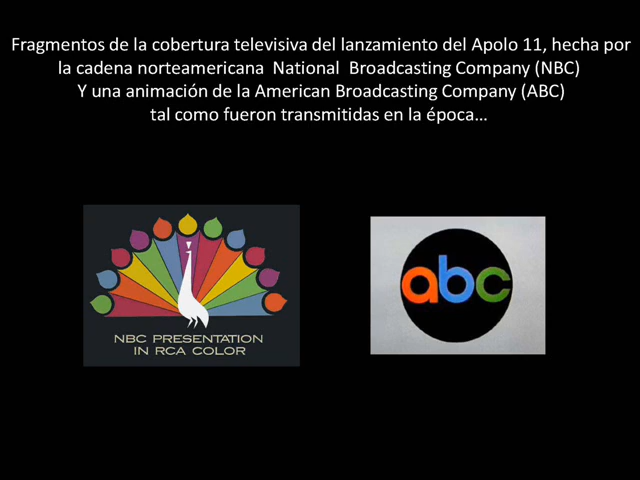 Fragmentos de la cobertura televisiva del lanzamiento del Apolo 11, hecha por
la cadena norteamericana National Broadcasting Company (NBC)
Y una animación de la American Broadcasting Company (ABC)
tal como fueron transmitidas en la época…
NBC PRESENTATION
IN RCA COLOR
abc